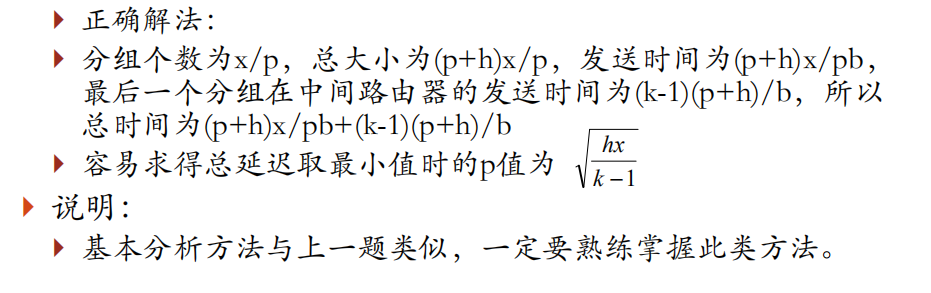 正确解法：
分组个数为x/p，总大小为(p+h)x/p，发送时间为(p+h)x/pb，
最后一个分组在中间路由器的发送时间为(k-1)(p+h)/b，所以
总时间为(p+h)x/pb+(k-1)(p+h)/b
容易求得总延迟取最小值时的p值为 √(hx/(k−1))
说明：
基本分析方法与上一题类似，一定要熟练掌握此类方法。